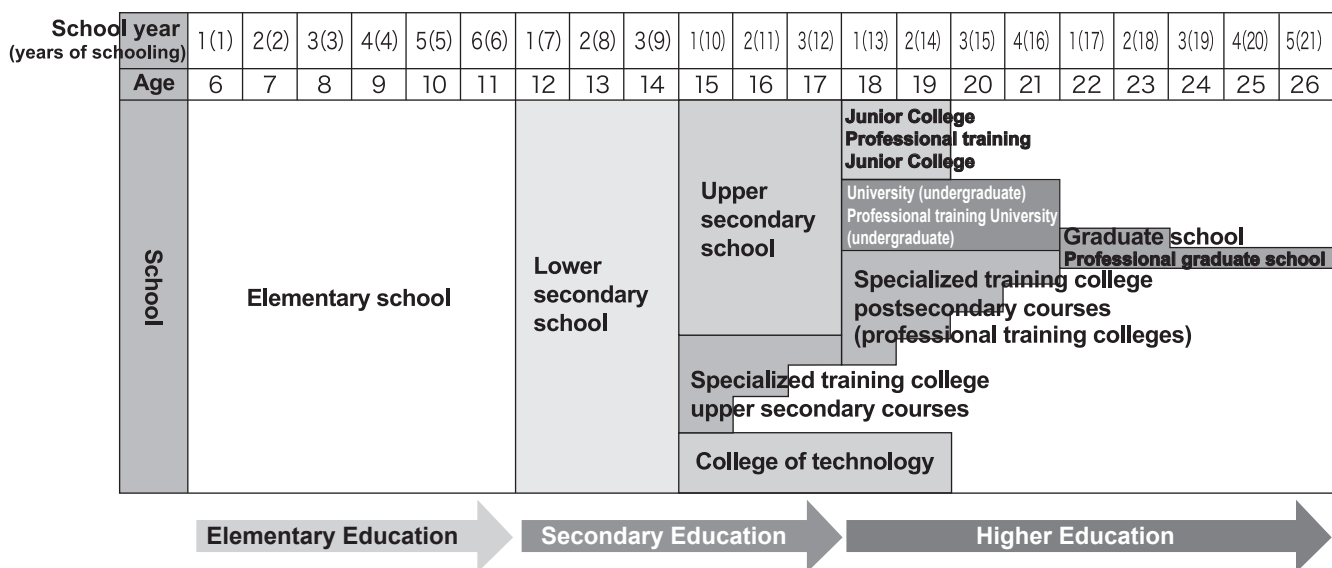 School year
(years of schooling)
1(1) 2(2) 3(3) 4(4) 5(5) 6(6) 1(7) 2(8) 3(9) 1(10) 2(11) 3(12) 1(13) 2(14) 3(15) 4(16) 1(17) 2(18) 3(19) 4(20) 5(21)
Age 6 7 8 9 10 11 12 13 14 15 16 17 18 19 20 21 22 23 24 25 26
School
Elementary school
Lower
secondary
school
Upper
secondary
school
Specialized training college
upper secondary courses
College of technology
Junior College
Professional training
Junior College
University (undergraduate)
Professional training University
(undergraduate)
Specialized training college
postsecondary courses
(professional training colleges)
Graduate school
Professional graduate school
Elementary Education
Secondary Education
Higher Education